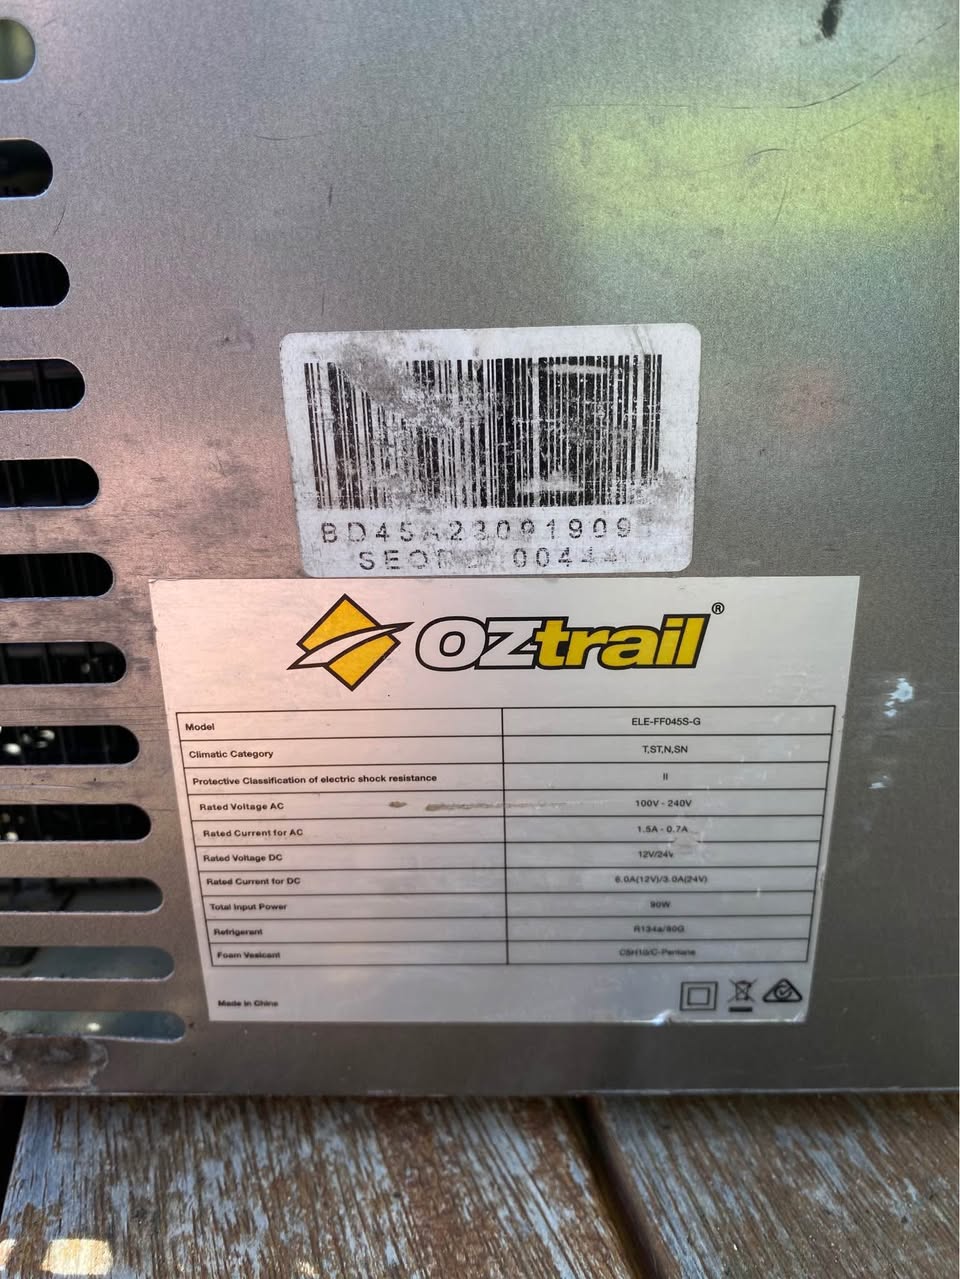 BD45A23091909
OZtrail®
Model ELE-FF045S-G
Climatic Category T,ST,N,SN
Protective Classification of electric shock resistance II
Rated Voltage AC 100V - 240V
Rated Current for AC 1.5A - 0.7A
Rated Voltage DC 12V/24V
Rated Current for DC 6.0A(12V)/3.0A(24V)
Total Input Power 90W
Refrigerant R134a/80G
Foam Vesicant C5H10/C-Pentane
Made in China